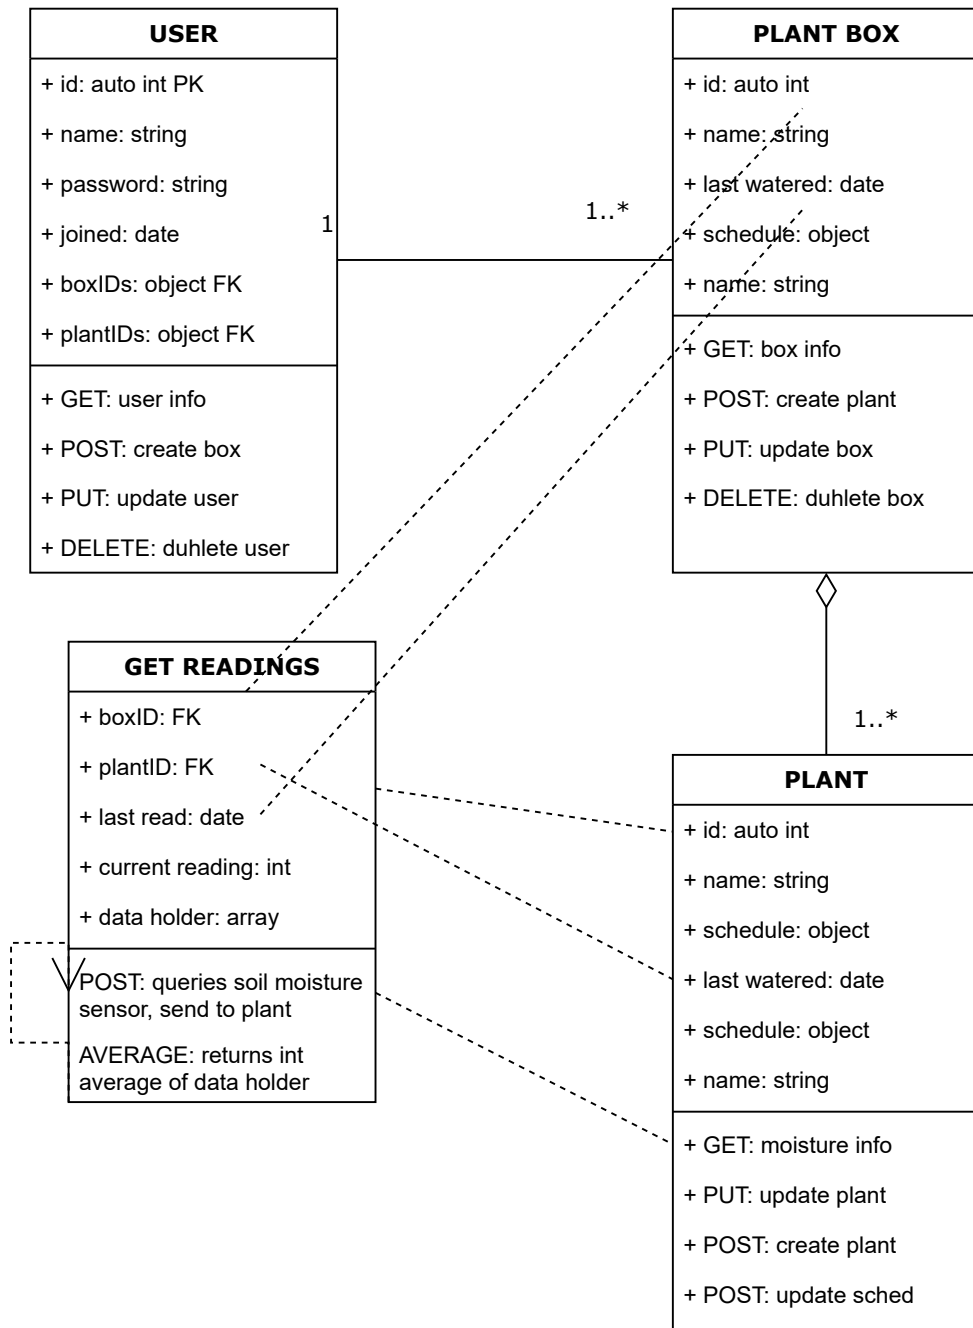 USER
+ id: auto int PK
+ name: string
+ password: string
+ joined: date
+ boxIDs: object FK
+ plantIDs: object FK
+ GET: user info
+ POST: create box
+ PUT: update user
+ DELETE: duhlete user
1
1..*
PLANT BOX
+ id: auto int
+ name: string
+ last watered: date
+ schedule: object
+ name: string
+ GET: box info
+ POST: create plant
+ PUT: update box
+ DELETE: duhlete box
GET READINGS
+ boxID: FK
+ plantID: FK
+ last read: date
+ current reading: int
+ data holder: array
POST: queries soil moisture
sensor, send to plant
AVERAGE: returns int
average of data holder
1..*
PLANT
+ id: auto int
+ name: string
+ schedule: object
+ last watered: date
+ schedule: object
+ name: string
+ GET: moisture info
+ PUT: update plant
+ POST: create plant
+ POST: update sched